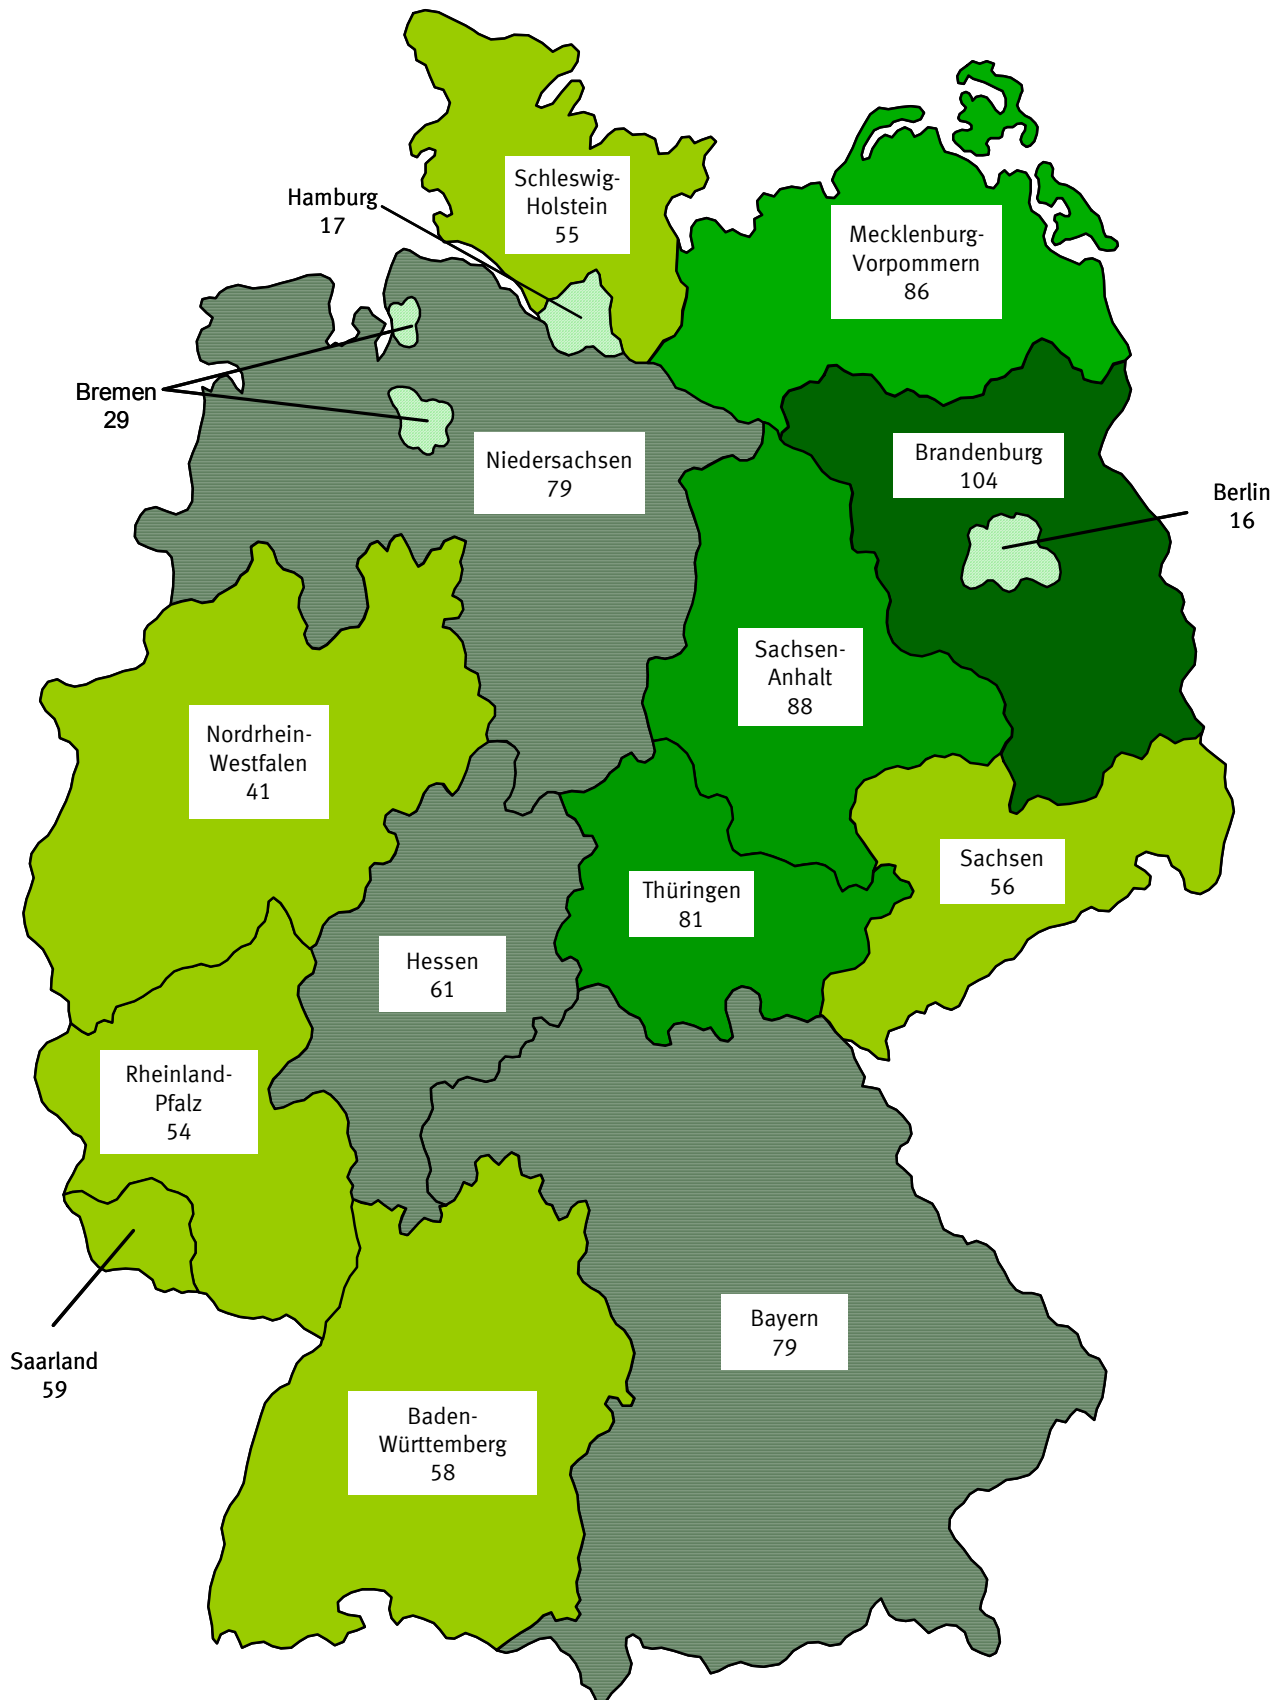 Schleswig-
Holstein
55
Hamburg
17
Mecklenburg-
Vorpommern
86
Bremen
29
Niedersachsen
79
Brandenburg
104
Berlin
16
Sachsen-
Anhalt
88
Nordrhein-
Westfalen
41
Sachsen
56
Thüringen
81
Hessen
61
Rheinland-
Pfalz
54
Bayern
79
Saarland
59
Baden-
Württemberg
58